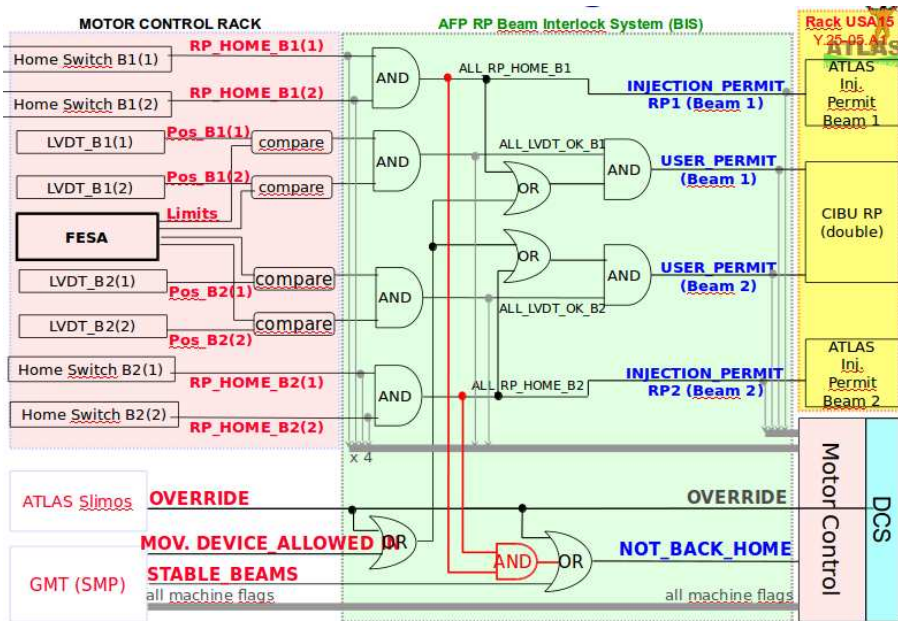 MOTOR CONTROL RACK
AFP RP Beam Interlock System (BIS)
Rack USA15
Y.25-05.A1
ATLAS
Home Switch B1(1)
RP_HOME_B1(1)
Home Switch B1(2)
RP_HOME_B1(2)
AND
ALL_RP_HOME_B1
INJECTION_PERMIT
RP1 (Beam 1)
ATLAS
Inj.
Permit
Beam 1
LVDT_B1(1)
Pos_B1(1)
compare
LVDT_B1(2)
Pos_B1(2)
compare
AND
ALL_LVDT_OK_B1
OR
AND
USER_PERMIT
(Beam 1)
Limits
FESA
CIBU RP
(double)
LVDT_B2(1)
Pos_B2(1)
compare
LVDT_B2(2)
Pos_B2(2)
compare
AND
OR
AND
ALL_LVDT_OK_B2
USER_PERMIT
(Beam 2)
Home Switch B2(1)
RP_HOME_B2(1)
Home Switch B2(2)
RP_HOME_B2(2)
AND
ALL_RP_HOME_B2
INJECTION_PERMIT
RP2 (Beam 2)
ATLAS
Inj.
Permit
Beam 2
x 4
ATLAS Slimos
OVERRIDE
OVERRIDE
MOV. DEVICE_ALLOWED_IN
OR
GMT (SMP)
STABLE_BEAMS
AND
OR
NOT_BACK_HOME
all machine flags
all machine flags
Motor Control
DCS